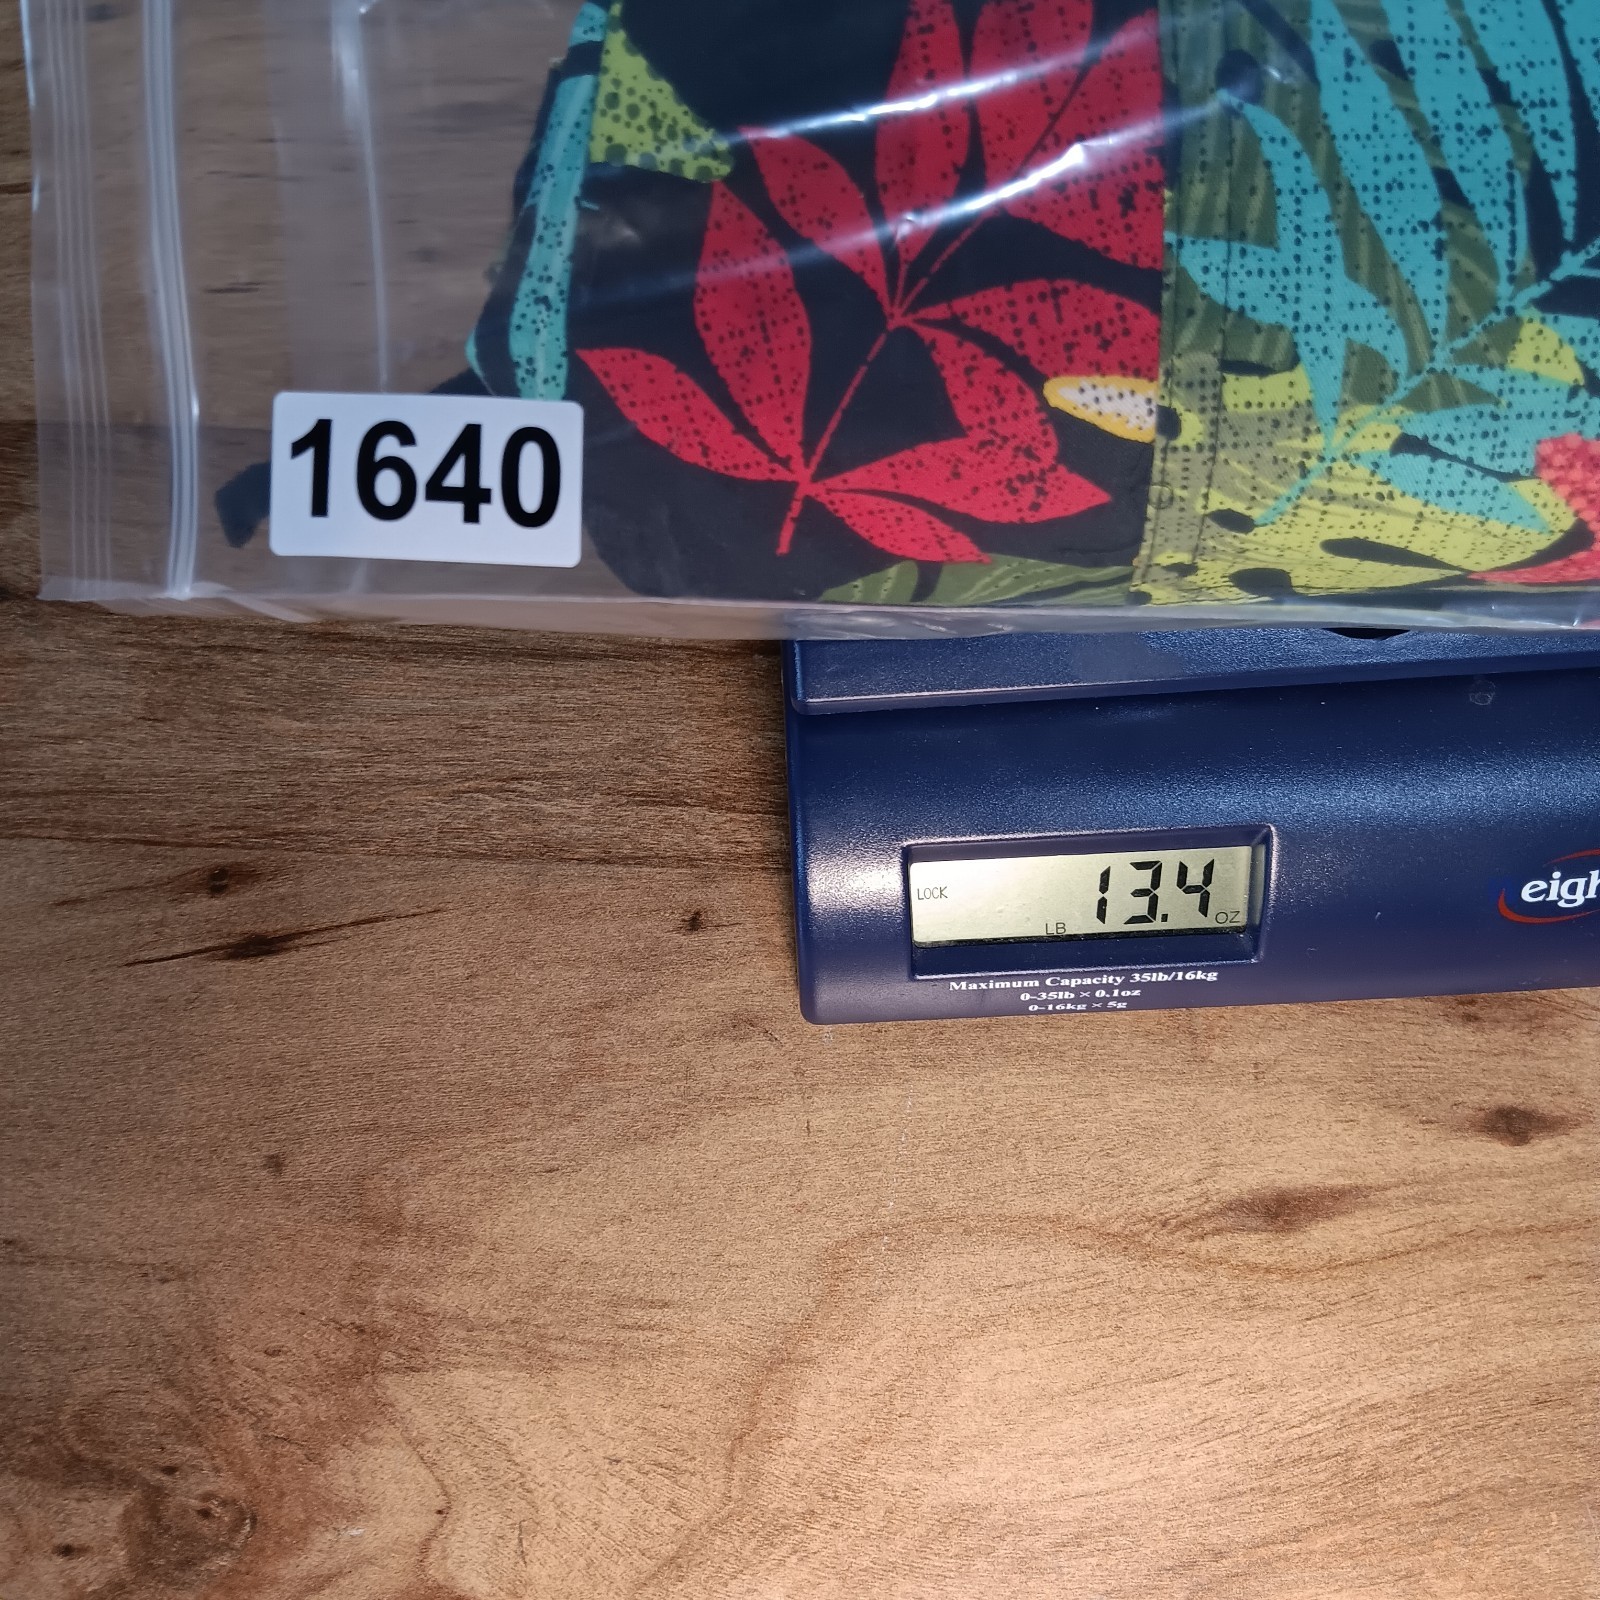 1640
LOCK
LB 13.4 OZ
eigh
Maximum Capacity 35lb/16kg
0-35lb × 0.1oz
0-16kg × 5g